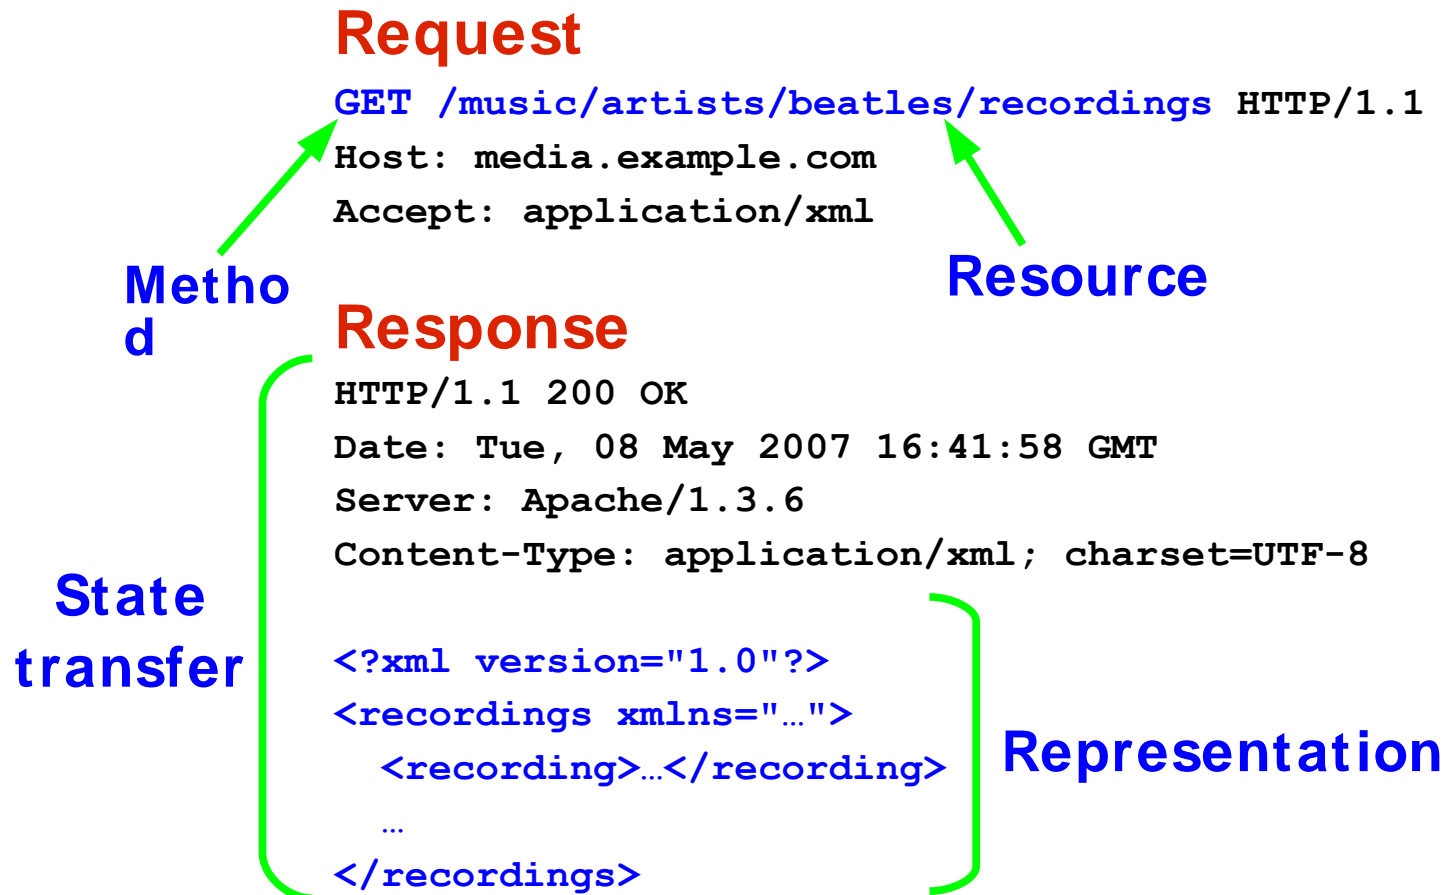 Request
GET /music/artists/beatles/recordings HTTP/1.1
Host: media.example.com
Accept: application/xml
Metho
d
Resource
Response
HTTP/1.1 200 OK
Date: Tue, 08 May 2007 16:41:58 GMT
Server: Apache/1.3.6
Content-Type: application/xml; charset=UTF-8
State
transfer
<?xml version="1.0"?>
<recordings xmlns="…">
  <recording>…</recording>
  …
</recordings>
Representation